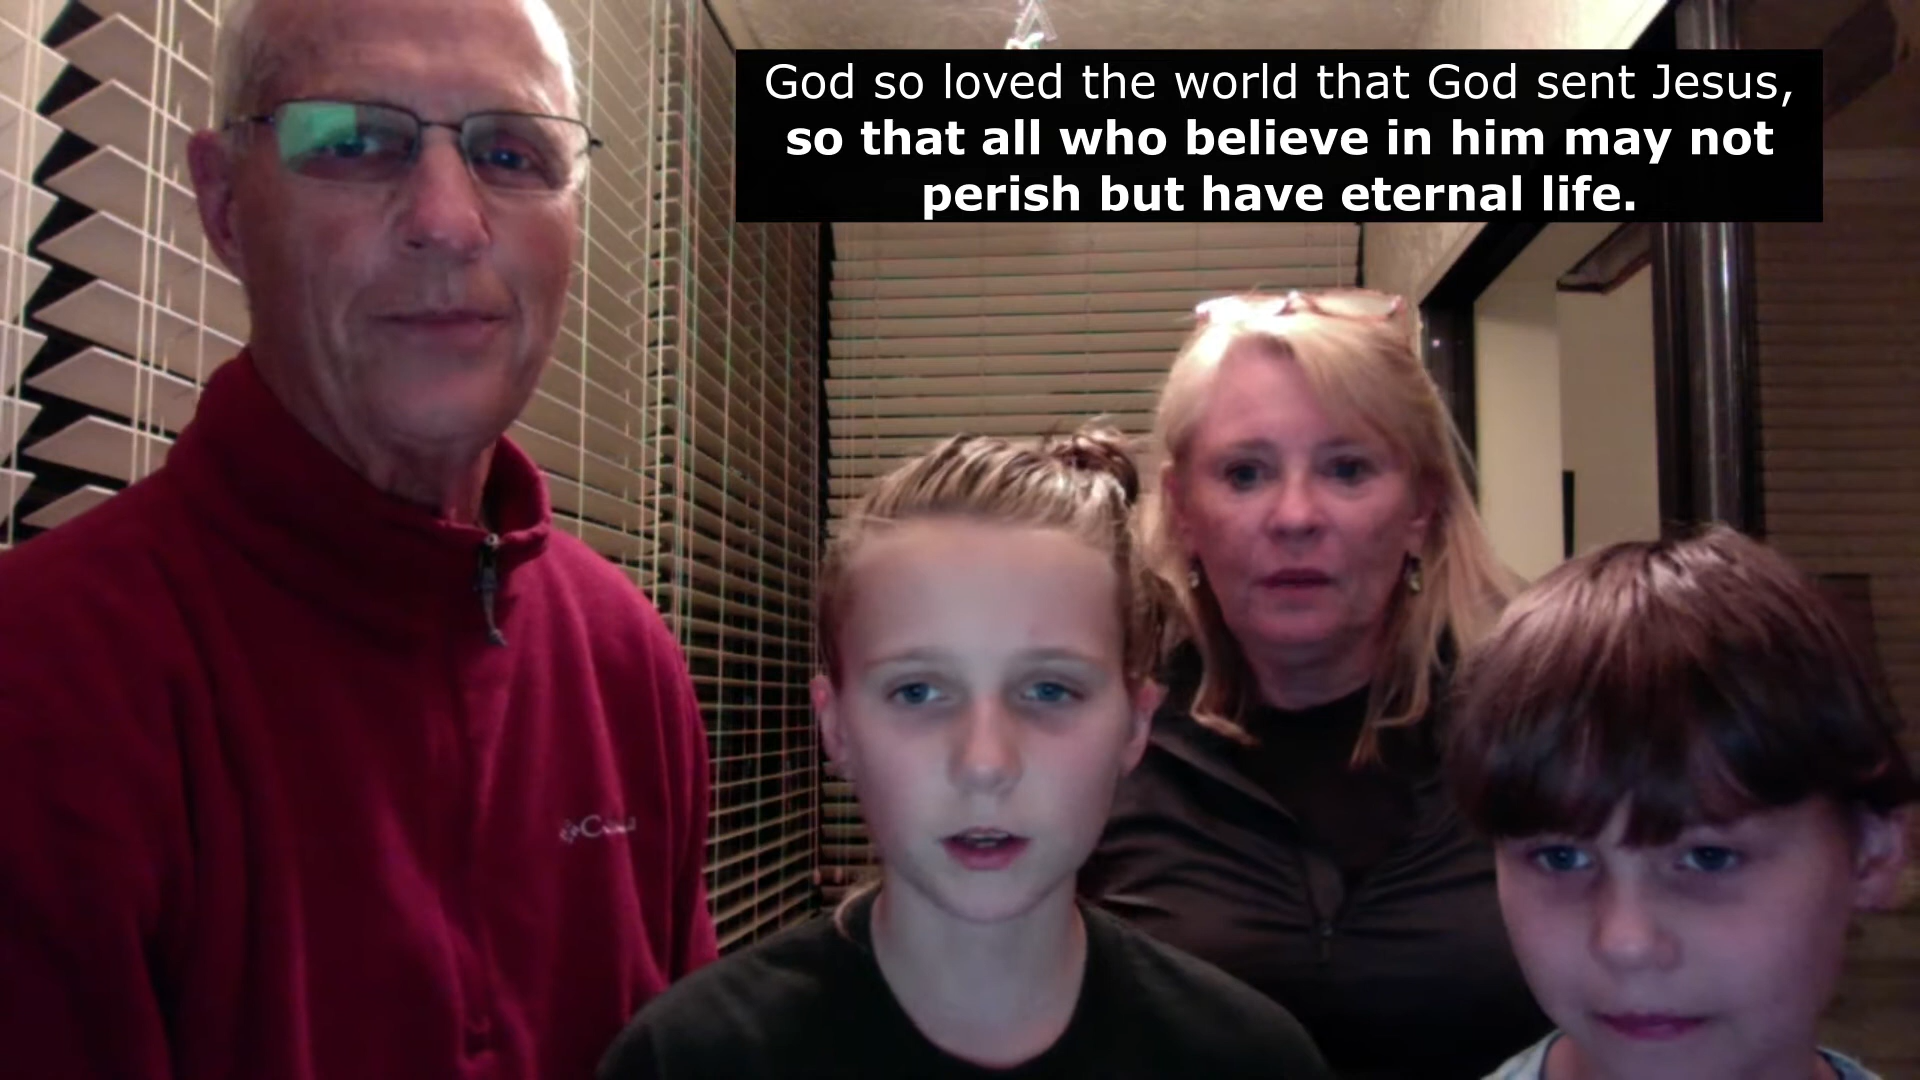 God so loved the world that God sent Jesus,
so that all who believe in him may not
perish but have eternal life.